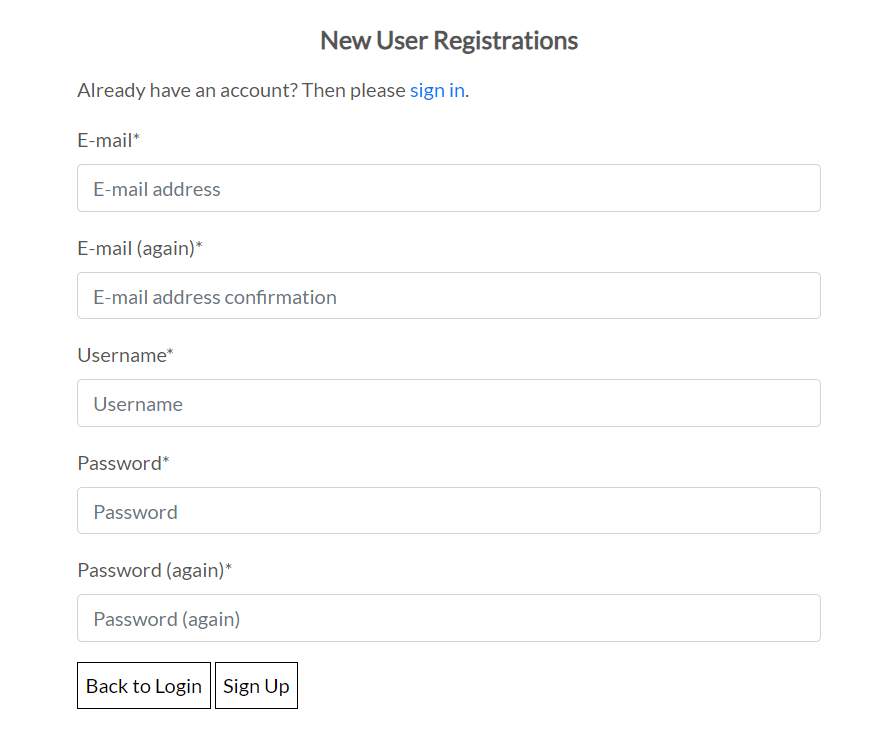 New User Registrations
Already have an account? Then please sign in.
E-mail*
E-mail address
E-mail (again)*
E-mail address confirmation
Username*
Username
Password*
Password
Password (again)*
Password (again)
Back to Login Sign Up